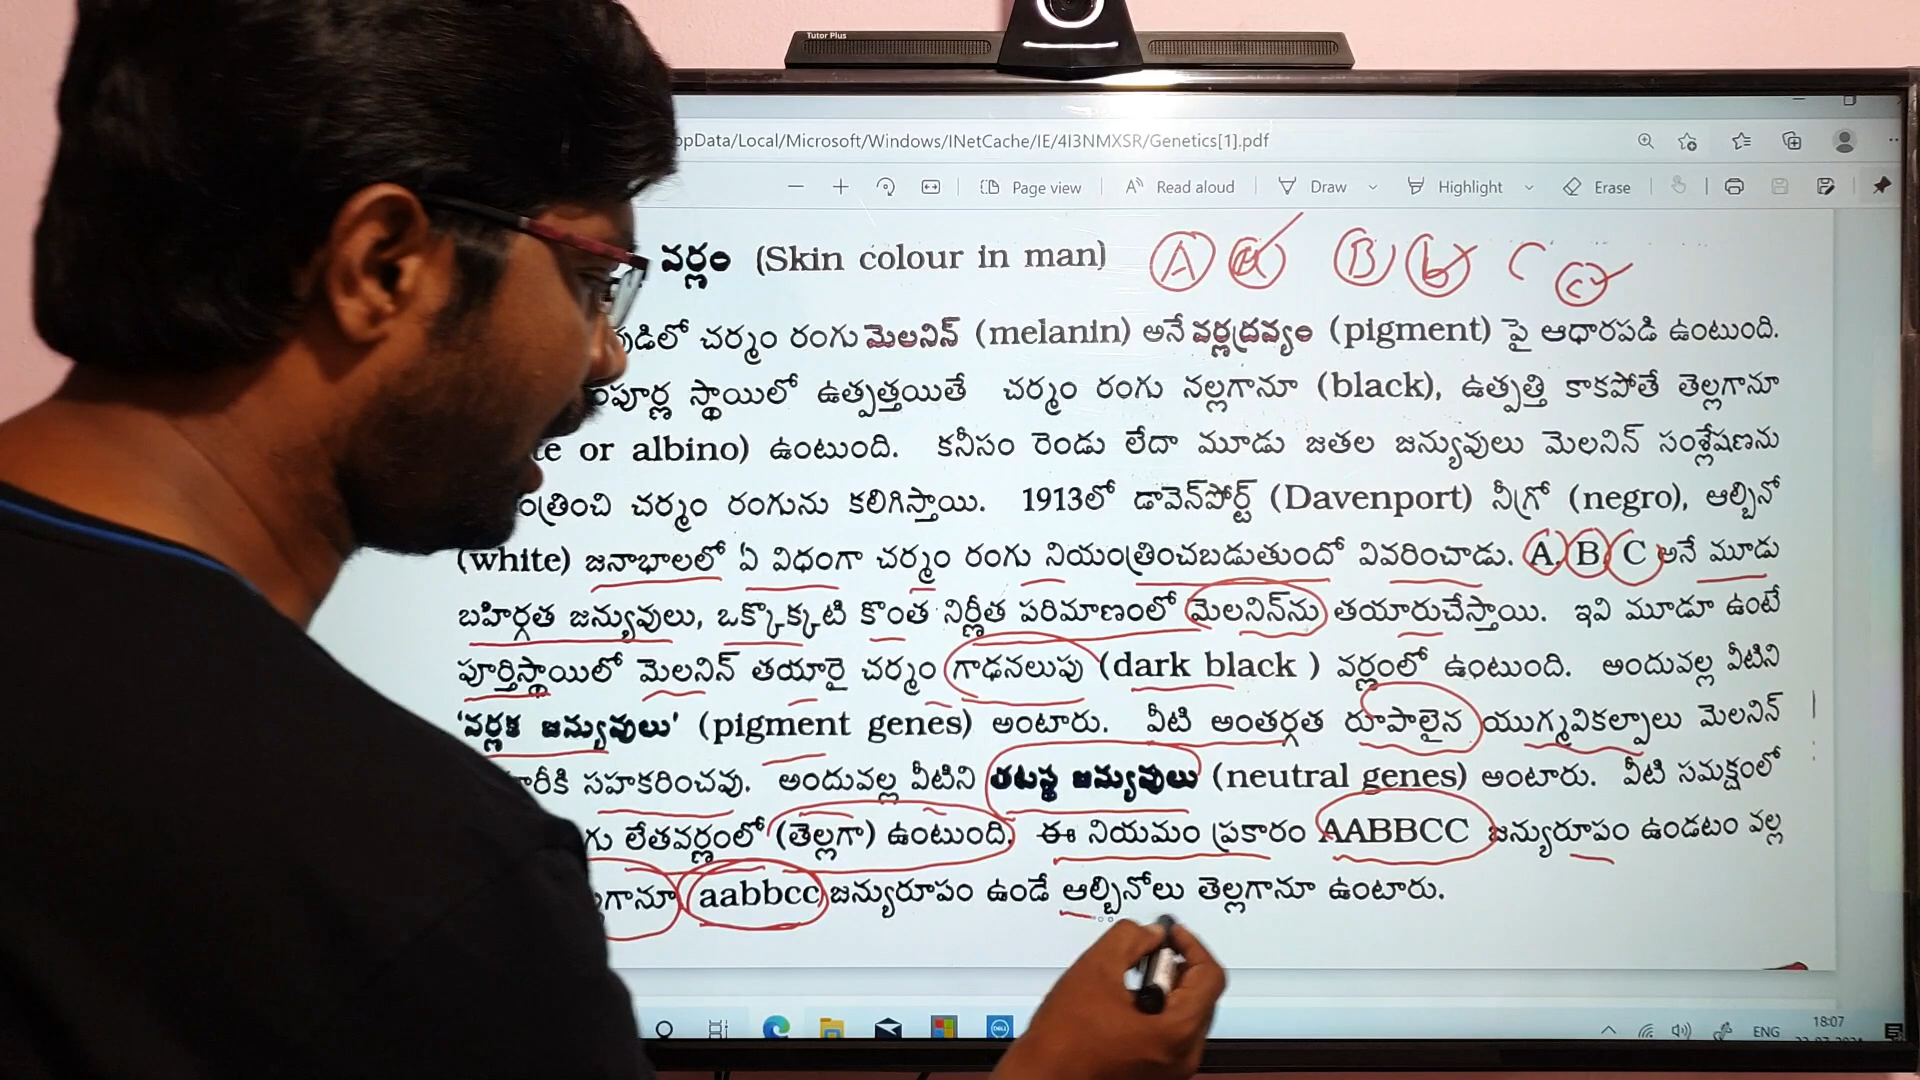 Tutor Plus
ppData/Local/Microsoft/Windows/INetCache/IE/4I3NMXSR/Genetics[1].pdf
Page view Read aloud Draw Highlight Erase
వర్ణం (Skin colour in man) A a B b C c
చర్మం రంగు మెలనిన్ (melanin) అనే వర్ణద్రవ్యం (pigment) పై ఆధారపడి ఉంటుంది.
స్థాయిలో ఉత్పత్తయితే చర్మం రంగు నల్లగానూ (black), ఉత్పత్తి కాకపోతే తెల్లగానూ
or albino) ఉంటుంది. కనీసం రెండు లేదా మూడు జతల జన్యువులు మెలనిన్ సంశ్లేషణను
చర్మం రంగును కలిగిస్తాయి. 1913లో డావెన్‌పోర్ట్ (Davenport) నీగ్రో (negro), ఆల్బినో
(white) జనాభాలలో ఏ విధంగా చర్మం రంగు నియంత్రించబడుతుందో వివరించాడు. A, B, C అనే మూడు
బహిర్గత జన్యువులు, ఒక్కొక్కటి కొంత నిర్ణీత పరిమాణంలో మెలనిన్‌ను తయారుచేస్తాయి. ఇవి మూడూ ఉంటే
పూర్తిస్థాయిలో మెలనిన్ తయారై చర్మం గాఢనలుపు (dark black ) వర్ణంలో ఉంటుంది. అందువల్ల వీటిని
‘వర్ణక జన్యువులు’ (pigment genes) అంటారు. వీటి అంతర్గత రూపాలైన యుగ్మవికల్పాలు మెలనిన్
సహకరించవు. అందువల్ల వీటిని తటస్థ జన్యువులు (neutral genes) అంటారు. వీటి సమక్షంలో
లేతవర్ణంలో (తెల్లగా) ఉంటుంది. ఈ నియమం ప్రకారం AABBCC జన్యురూపం ఉండటం వల్ల
aabbcc జన్యురూపం ఉండే ఆల్బినోలు తెల్లగానూ ఉంటారు.
DELL
ENG 18:07